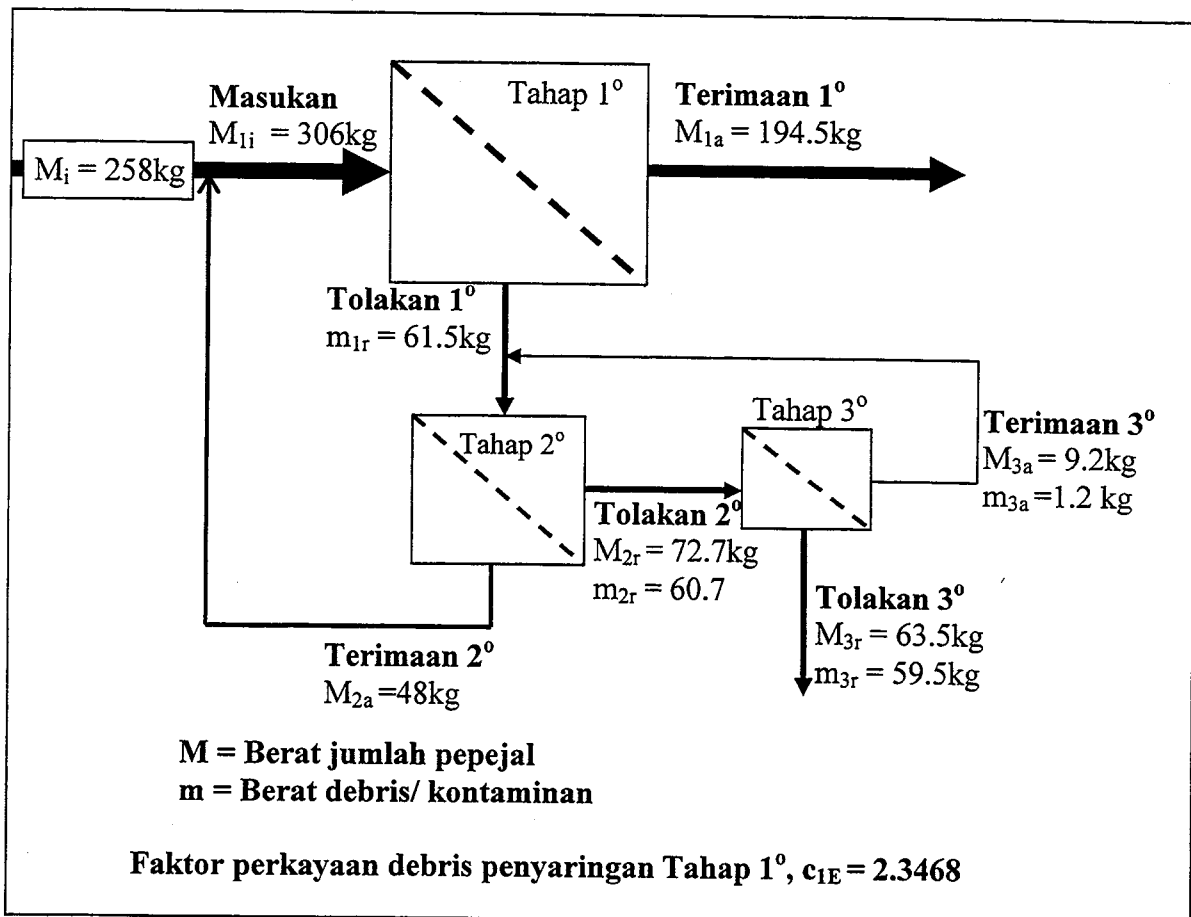 Tahap 1°
Masukan
M1i = 306kg
Terimaan 1°
M1a = 194.5kg
Mi = 258kg
Tolakan 1°
m1r = 61.5kg
Tahap 2°
Tahap 3°
Terimaan 3°
M3a = 9.2kg
m3a =1.2 kg
Tolakan 2°
M2r = 72.7kg
m2r = 60.7
Tolakan 3°
M3r = 63.5kg
m3r = 59.5kg
Terimaan 2°
M2a =48kg
M = Berat jumlah pepejal
m = Berat debris/ kontaminan
Faktor perkayaan debris penyaringan Tahap 1°, c1E = 2.3468